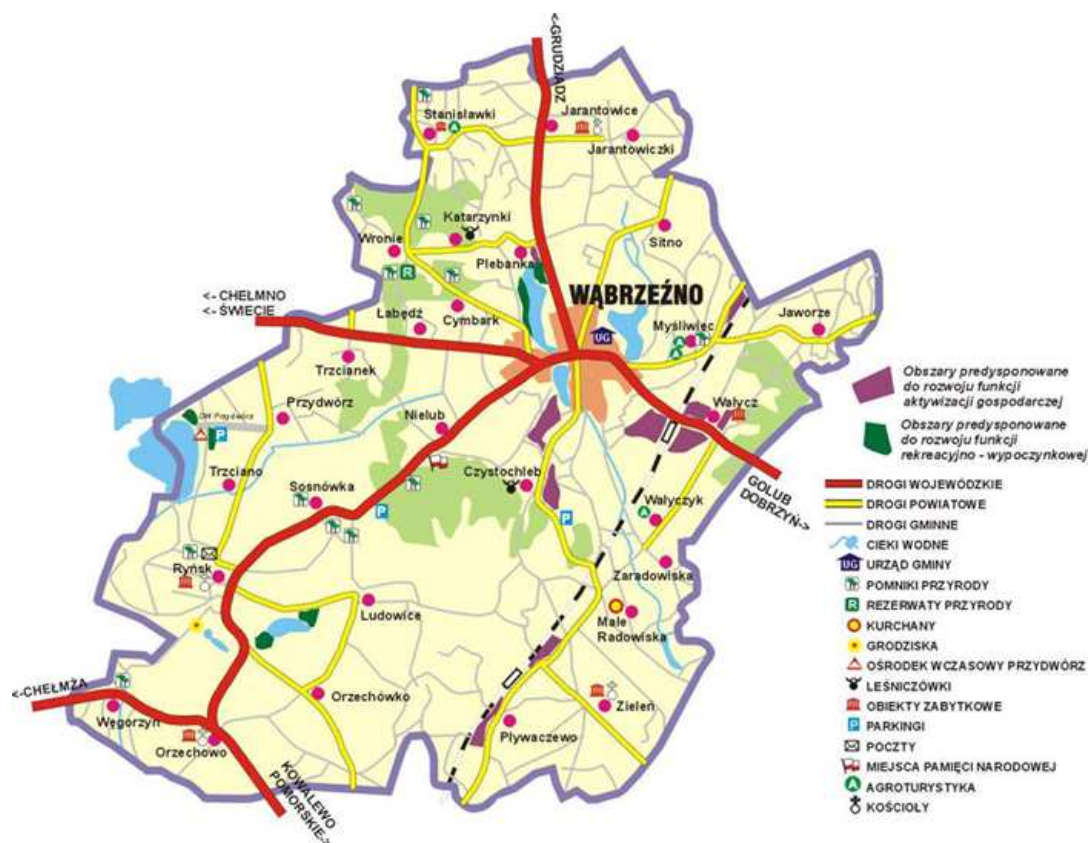 <-GRUDZIĄDZ
Stanisławki
A
Jarantowice
Jarantowiczki
Katarzynki
Wronie
Sitno
Plebanka
R
WĄBRZEŹNO
<- CHEŁMNO
<- ŚWIECIE
Łabędź
Cymbark
UG
Myśliwiec
A
A
Jaworze
Trzcianek
Przydwórz
Nielub
Wałycz
P
Trzciano
Sosnówka
Czystochleb
P
P
Wałyczyk
A
GOLUB
DOBRZYŃ->
Ryńsk
Zaradowiska
Ludowice
Małe
Radowiska
<-CHEŁMŻA
Węgorzyn
Orzechówko
Zieleń
Orzechowo
Pływaczewo
KOWALEWO
POMORSKIE->
Obszary predysponowane
do rozwoju funkcji
aktywizacji gospodarczej
Obszary predysponowane
do rozwoju funkcji
rekreacyjno - wypoczynkowej
DROGI WOJEWÓDZKIE
DROGI POWIATOWE
DROGI GMINNE
CIEKI WODNE
UG URZĄD GMINY
POMNIKI PRZYRODY
R REZERWATY PRZYRODY
KURCHANY
GRODZISKA
OŚRODEK WCZASOWY PRZYDWÓRZ
LEŚNICZÓWKI
OBIEKTY ZABYTKOWE
P PARKINGI
POCZTY
MIEJSCA PAMIĘCI NARODOWEJ
A AGROTURYSTYKA
KOŚCIOŁY